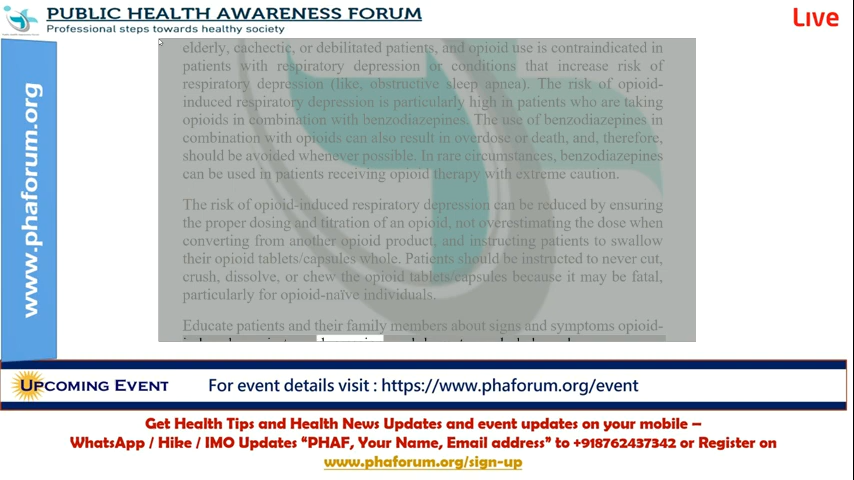 PUBLIC HEALTH AWARENESS FORUM
Professional steps towards healthy society
Live
www.phaforum.org
elderly, cachectic, or debilitated patients, and opioid use is contraindicated in
patients with respiratory depression or conditions that increase risk of
respiratory depression (like, obstructive sleep apnea). The risk of opioid-
induced respiratory depression is particularly high in patients who are taking
opioids in combination with benzodiazepines. The use of benzodiazepines in
combination with opioids can also result in overdose or death, and, therefore,
should be avoided whenever possible. In rare circumstances, benzodiazepines
can be used in patients receiving opioid therapy with extreme caution.
The risk of opioid-induced respiratory depression can be reduced by ensuring
the proper dosing and titration of an opioid, not overestimating the dose when
converting from another opioid product, and instructing patients to swallow
their opioid tablets/capsules whole. Patients should be instructed to never cut,
crush, dissolve, or chew the opioid tablets/capsules because it may be fatal,
particularly for opioid-naïve individuals.
Educate patients and their family members about signs and symptoms opioid-
UPCOMING EVENT
For event details visit : https://www.phaforum.org/event
Get Health Tips and Health News Updates and event updates on your mobile –
WhatsApp / Hike / IMO Updates “PHAF, Your Name, Email address” to +918762437342 or Register on
www.phaforum.org/sign-up